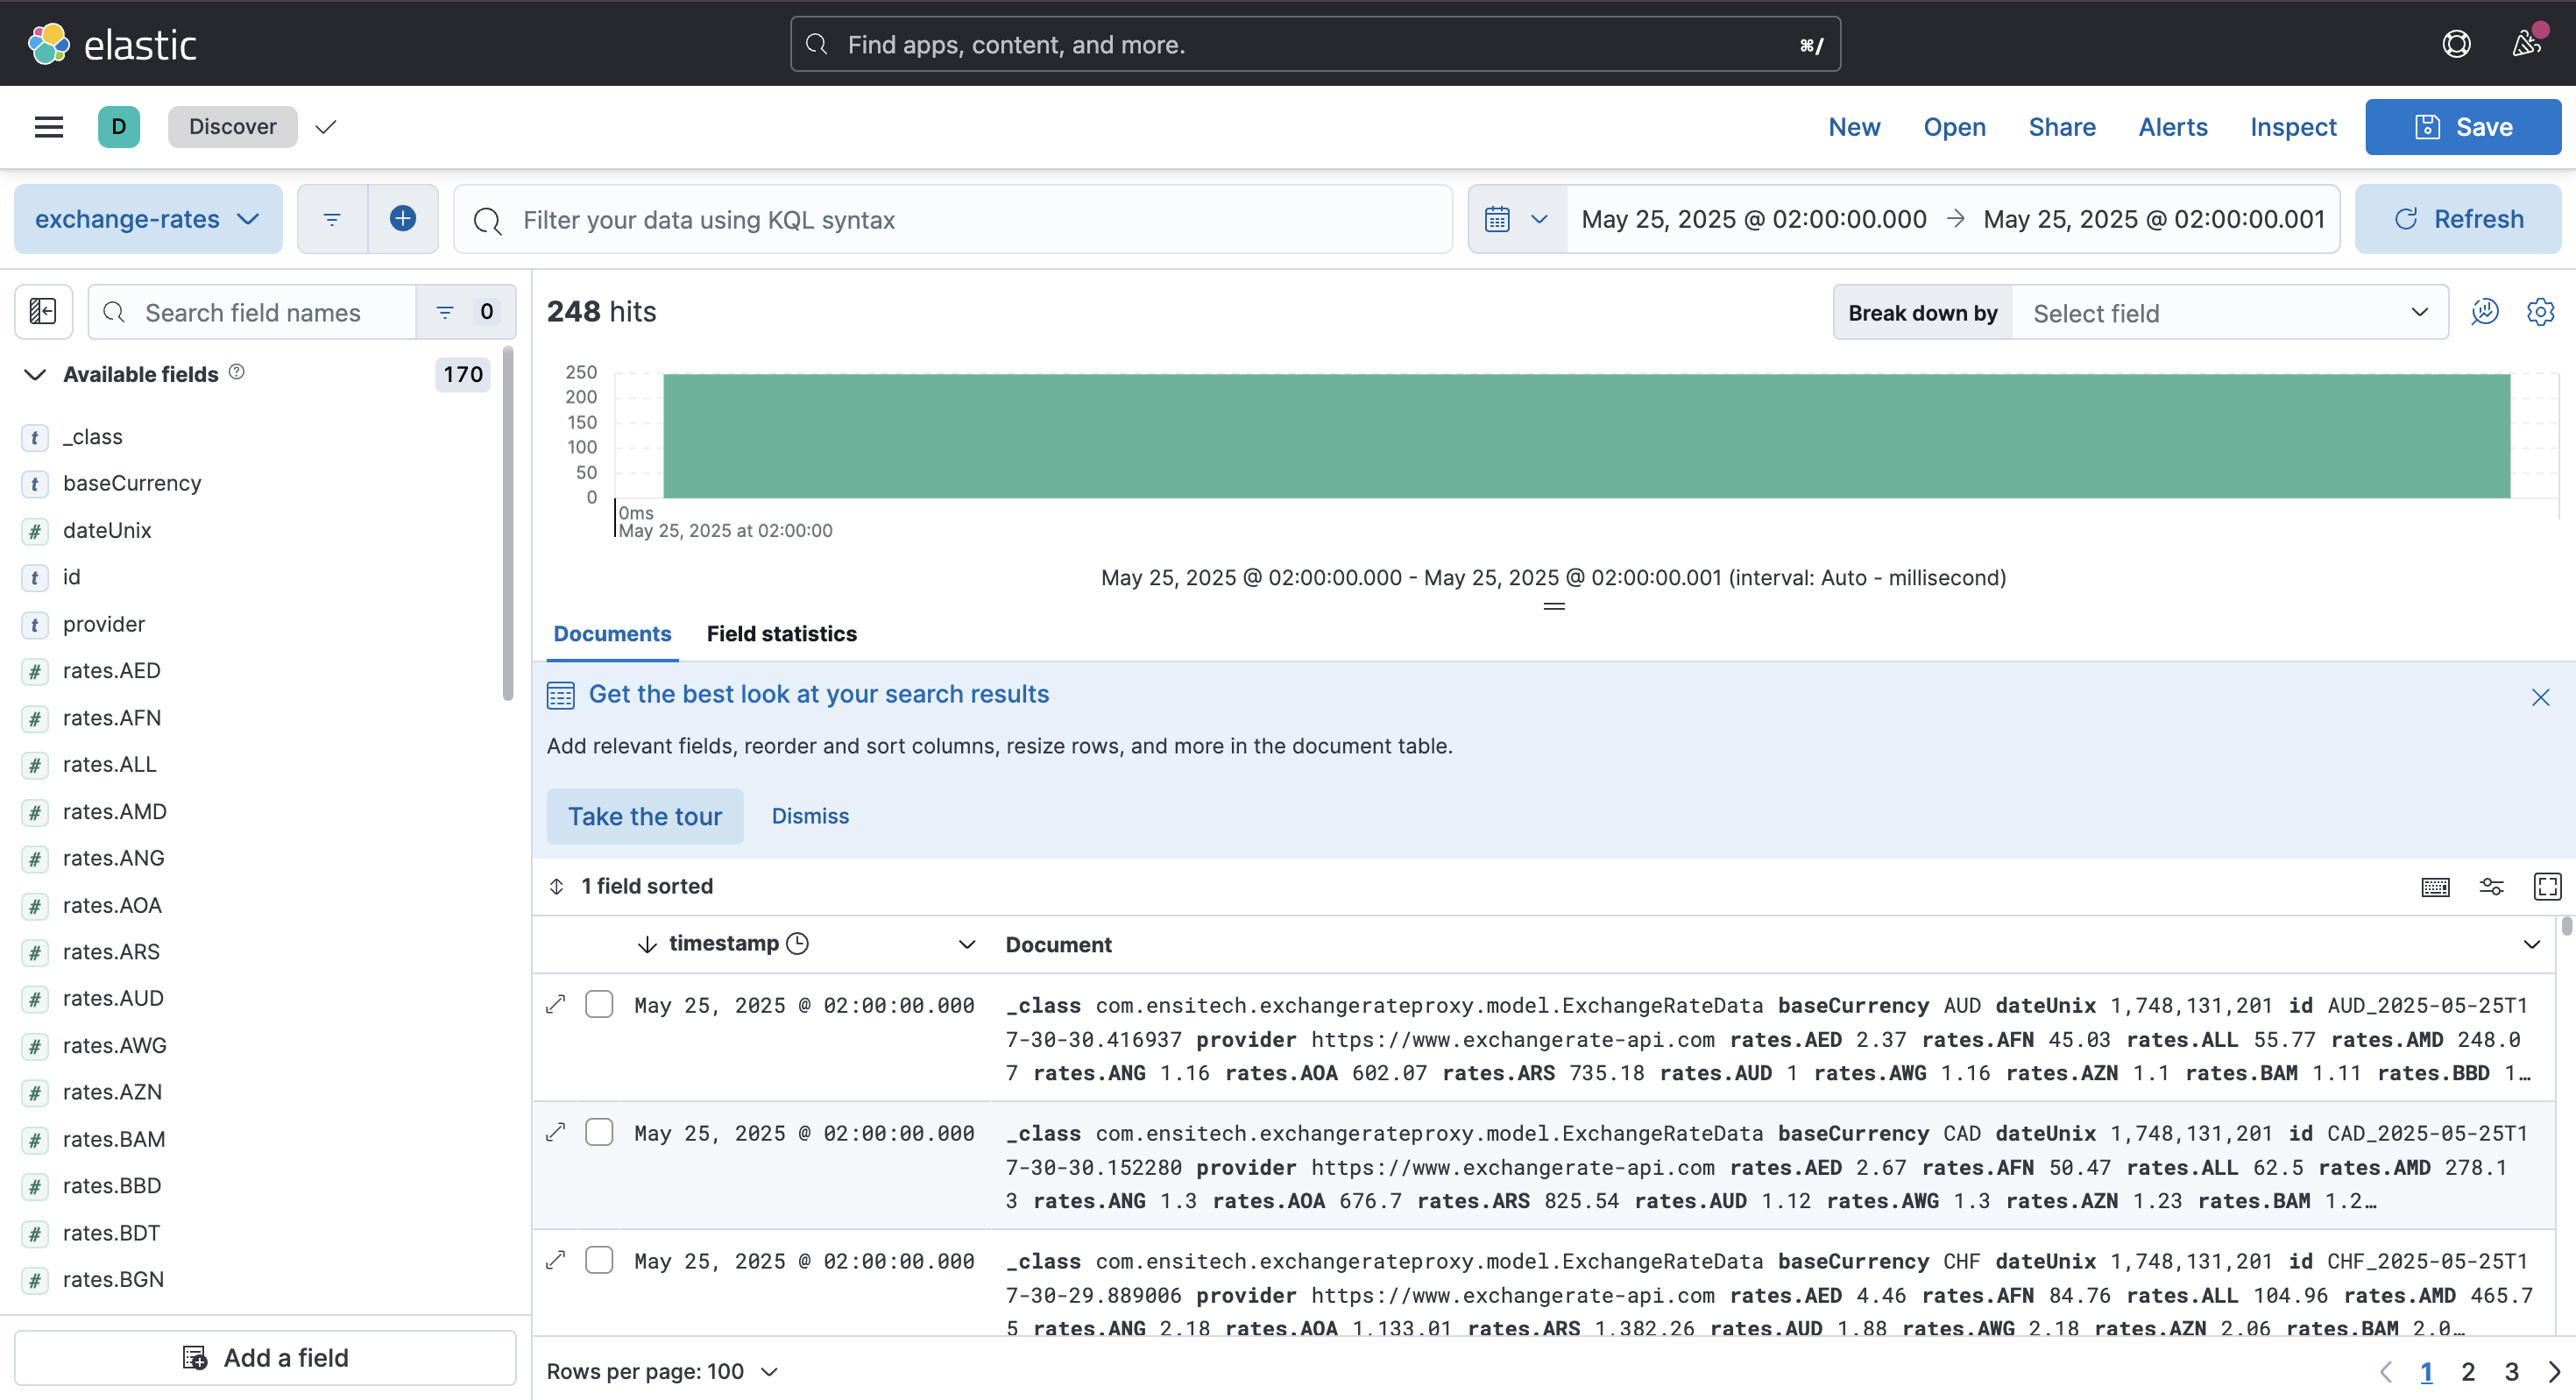 elastic
Find apps, content, and more.
⌘/
D
Discover
New
Open
Share
Alerts
Inspect
Save
exchange-rates
Filter your data using KQL syntax
May 25, 2025 @ 02:00:00.000 → May 25, 2025 @ 02:00:00.001
Refresh
Search field names
0
Available fields
170
t _class
t baseCurrency
# dateUnix
t id
t provider
# rates.AED
# rates.AFN
# rates.ALL
# rates.AMD
# rates.ANG
# rates.AOA
# rates.ARS
# rates.AUD
# rates.AWG
# rates.AZN
# rates.BAM
# rates.BBD
# rates.BDT
# rates.BGN
Add a field
248 hits
Break down by
Select field
250
200
150
100
50
0
0ms
May 25, 2025 at 02:00:00
May 25, 2025 @ 02:00:00.000 - May 25, 2025 @ 02:00:00.001 (interval: Auto - millisecond)
Documents
Field statistics
Get the best look at your search results
Add relevant fields, reorder and sort columns, resize rows, and more in the document table.
Take the tour
Dismiss
1 field sorted
timestamp
Document
May 25, 2025 @ 02:00:00.000
_class com.ensitech.exchangerateproxy.model.ExchangeRateData baseCurrency AUD dateUnix 1,748,131,201 id AUD_2025-05-25T1
7-30-30.416937 provider https://www.exchangerate-api.com rates.AED 2.37 rates.AFN 45.03 rates.ALL 55.77 rates.AMD 248.0
7 rates.ANG 1.16 rates.AOA 602.07 rates.ARS 735.18 rates.AUD 1 rates.AWG 1.16 rates.AZN 1.1 rates.BAM 1.11 rates.BBD 1…
May 25, 2025 @ 02:00:00.000
_class com.ensitech.exchangerateproxy.model.ExchangeRateData baseCurrency CAD dateUnix 1,748,131,201 id CAD_2025-05-25T1
7-30-30.152280 provider https://www.exchangerate-api.com rates.AED 2.67 rates.AFN 50.47 rates.ALL 62.5 rates.AMD 278.1
3 rates.ANG 1.3 rates.AOA 676.7 rates.ARS 825.54 rates.AUD 1.12 rates.AWG 1.3 rates.AZN 1.23 rates.BAM 1.2…
May 25, 2025 @ 02:00:00.000
_class com.ensitech.exchangerateproxy.model.ExchangeRateData baseCurrency CHF dateUnix 1,748,131,201 id CHF_2025-05-25T1
7-30-29.889006 provider https://www.exchangerate-api.com rates.AED 4.46 rates.AFN 84.76 rates.ALL 104.96 rates.AMD 465.7
5 rates.ANG 2.18 rates.AOA 1,133.01 rates.ARS 1,382.26 rates.AUD 1.88 rates.AWG 2.18 rates.AZN 2.06 rates.BAM 2.0…
Rows per page: 100
1 2 3